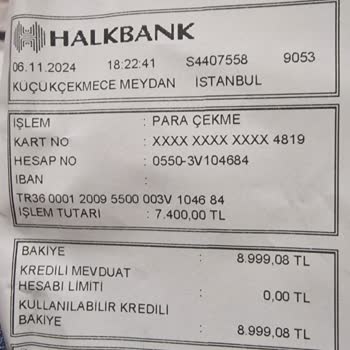 HALKBANK
06.11.2024 18:22:41 S4407558 9053
KÜÇÜKÇEKMECE MEYDAN İSTANBUL
İŞLEM : PARA ÇEKME
KART NO : XXXX XXXX XXXX 4819
HESAP NO : 0550-3V104684
IBAN :
TR36 0001 2009 5500 003V 1046 84
İŞLEM TUTARI : 7.400,00 TL
BAKİYE : 8.999,08 TL
KREDİLİ MEVDUAT
HESABI LİMİTİ : 0,00 TL
KULLANILABİLİR KREDİLİ
BAKİYE : 8.999,08 TL